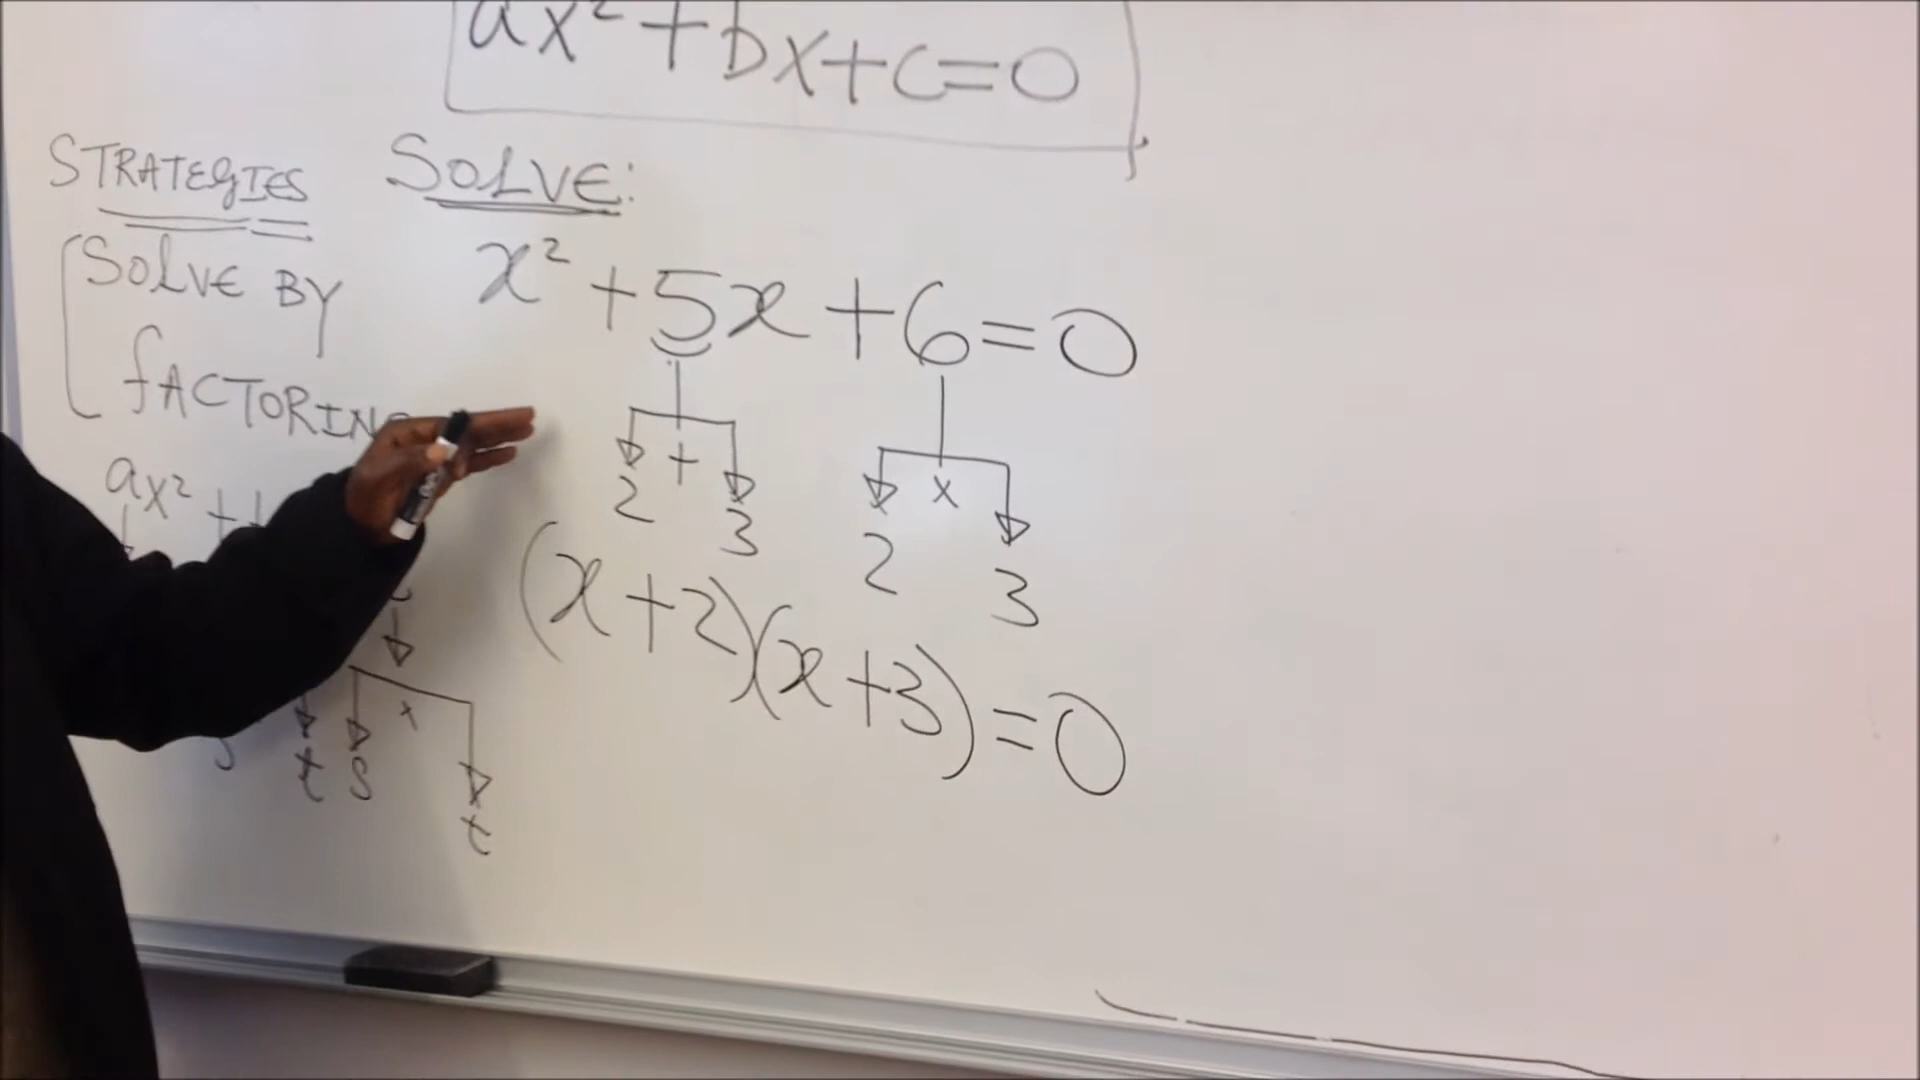 ax² + bx + c = 0
STRATEGIES
SOLVE BY
FACTORING
ax² +
t s x t
SOLVE:
x² + 5x + 6 = 0
2 + 3
2 x 3
(x + 2)(x + 3) = 0